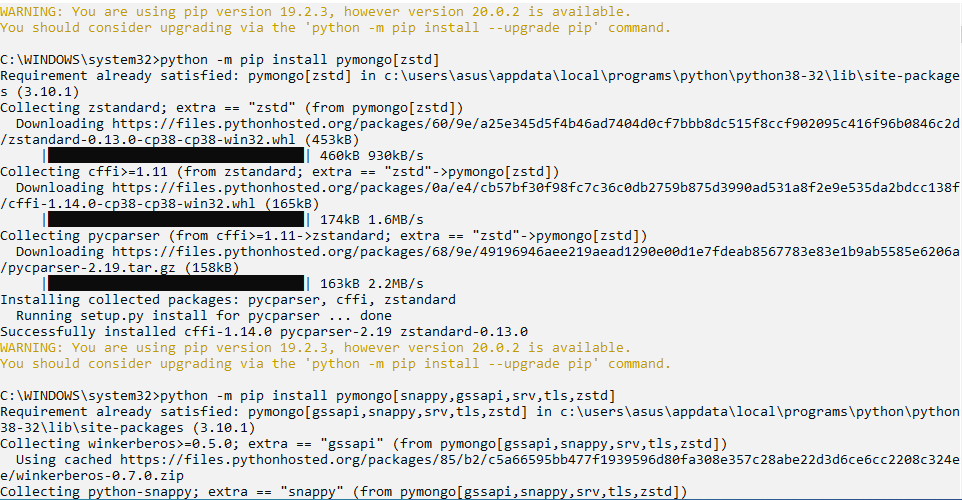 WARNING: You are using pip version 19.2.3, however version 20.0.2 is available.
You should consider upgrading via the 'python -m pip install --upgrade pip' command.
C:\WINDOWS\system32>python -m pip install pymongo[zstd]
Requirement already satisfied: pymongo[zstd] in c:\users\asus\appdata\local\programs\python\python38-32\lib\site-package
s (3.10.1)
Collecting zstandard; extra == "zstd" (from pymongo[zstd])
  Downloading https://files.pythonhosted.org/packages/60/9e/a25e345d5f4b46ad7404d0cf7bbb8dc515f8ccf902095c416f96b0846c2d
/zstandard-0.13.0-cp38-cp38-win32.whl (453kB)
     |████████████████████████████████| 460kB 930kB/s
Collecting cffi>=1.11 (from zstandard; extra == "zstd"->pymongo[zstd])
  Downloading https://files.pythonhosted.org/packages/0a/e4/cb57bf30f98fc7c36c0db2759b875d3990ad531a8f2e9e535da2bdcc138f
/cffi-1.14.0-cp38-cp38-win32.whl (165kB)
     |████████████████████████████████| 174kB 1.6MB/s
Collecting pycparser (from cffi>=1.11->zstandard; extra == "zstd"->pymongo[zstd])
  Downloading https://files.pythonhosted.org/packages/68/9e/49196946aee219aead1290e00d1e7fdeab8567783e83e1b9ab5585e6206a
/pycparser-2.19.tar.gz (158kB)
     |████████████████████████████████| 163kB 2.2MB/s
Installing collected packages: pycparser, cffi, zstandard
  Running setup.py install for pycparser ... done
Successfully installed cffi-1.14.0 pycparser-2.19 zstandard-0.13.0
WARNING: You are using pip version 19.2.3, however version 20.0.2 is available.
You should consider upgrading via the 'python -m pip install --upgrade pip' command.
C:\WINDOWS\system32>python -m pip install pymongo[snappy,gssapi,srv,tls,zstd]
Requirement already satisfied: pymongo[gssapi,snappy,srv,tls,zstd] in c:\users\asus\appdata\local\programs\python\python
38-32\lib\site-packages (3.10.1)
Collecting winkerberos>=0.5.0; extra == "gssapi" (from pymongo[gssapi,snappy,srv,tls,zstd])
  Using cached https://files.pythonhosted.org/packages/85/b2/c5a66595bb477f1939596d80fa308e357c28abe22d3d6ce6cc2208c324e
e/winkerberos-0.7.0.zip
Collecting python-snappy; extra == "snappy" (from pymongo[gssapi,snappy,srv,tls,zstd])